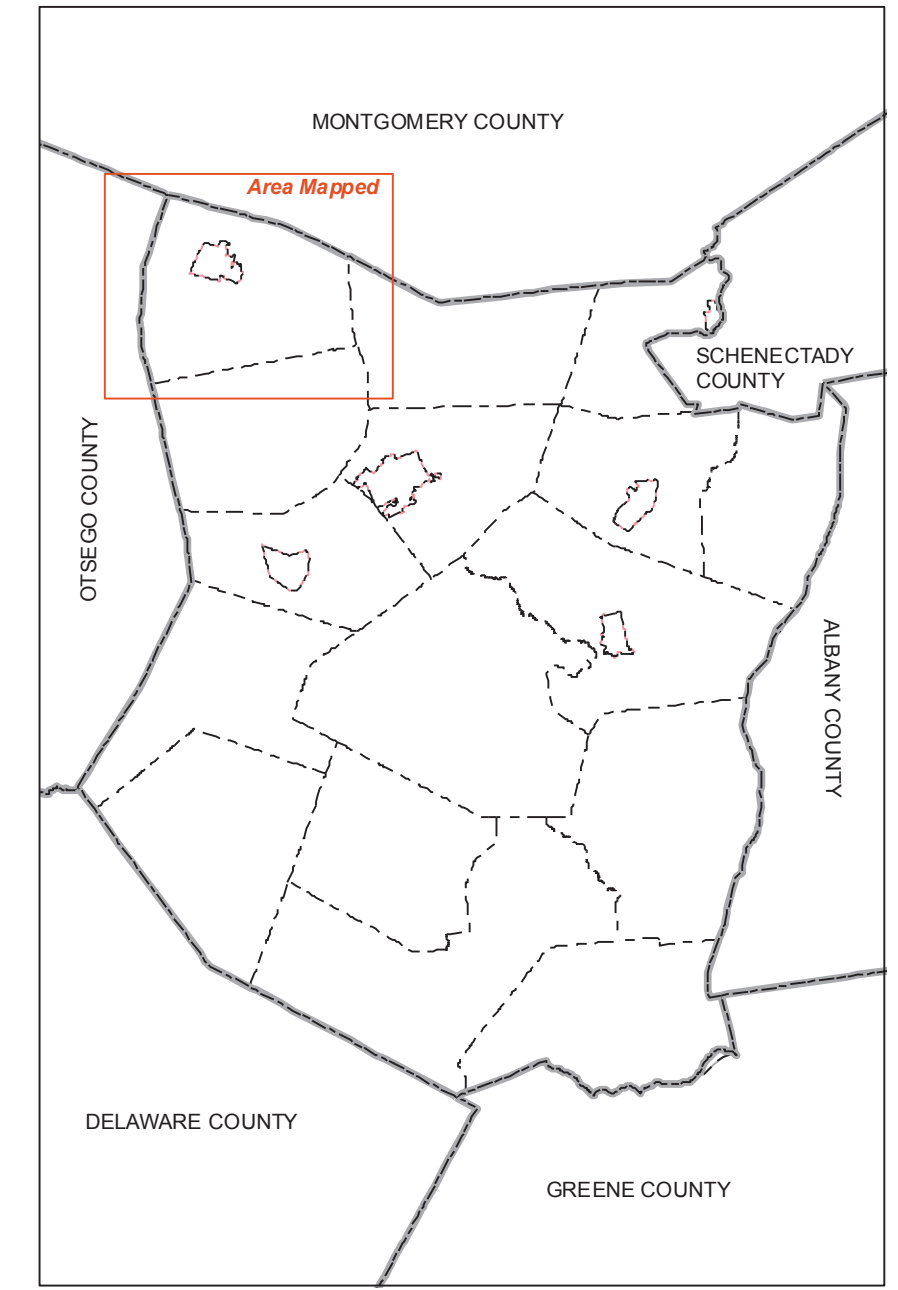 MONTGOMERY COUNTY
Area Mapped
SCHENECTADY
COUNTY
OTSEGO COUNTY
ALBANY COUNTY
DELAWARE COUNTY
GREENE COUNTY